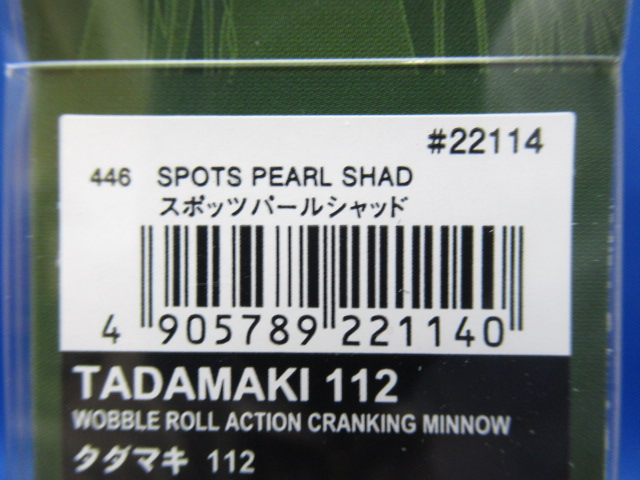 #22114
446 SPOTS PEARL SHAD
スポッツパールシャッド
4 905789 221140
TADAMAKI 112
WOBBLE ROLL ACTION CRANKING MINNOW
タダマキ 112